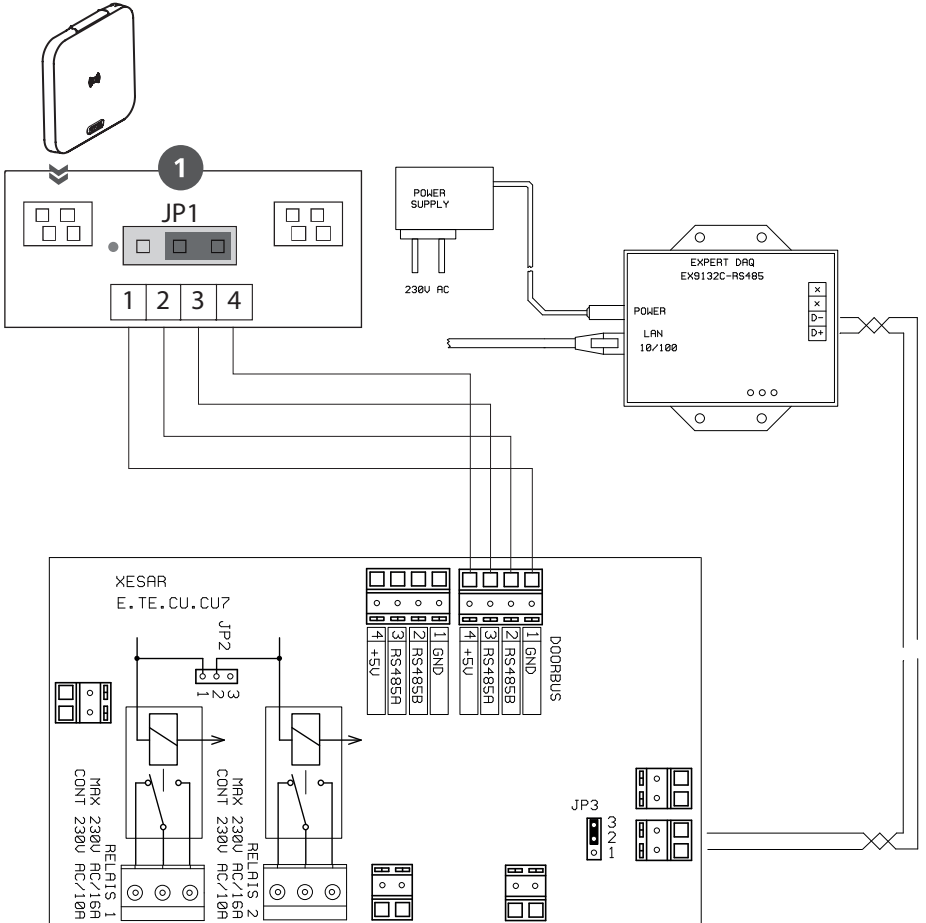 1
JP1
1 2 3 4
POWER
SUPPLY
230V AC
EXPERT DAQ
EX9132C-RS485
POWER
LAN
10/100
X
X
D-
D+
XESAR
E.TE.CU.CU7
JP2
1 2 3
4 +5V
3 RS485A
2 RS485B
1 GND
4 +5V
3 RS485A
2 RS485B
1 GND
DOORBUS
RELAIS 1
MAX 230V AC/16A
CONT 230V AC/10A
RELAIS 2
MAX 230V AC/16A
CONT 230V AC/10A
JP3
3
2
1